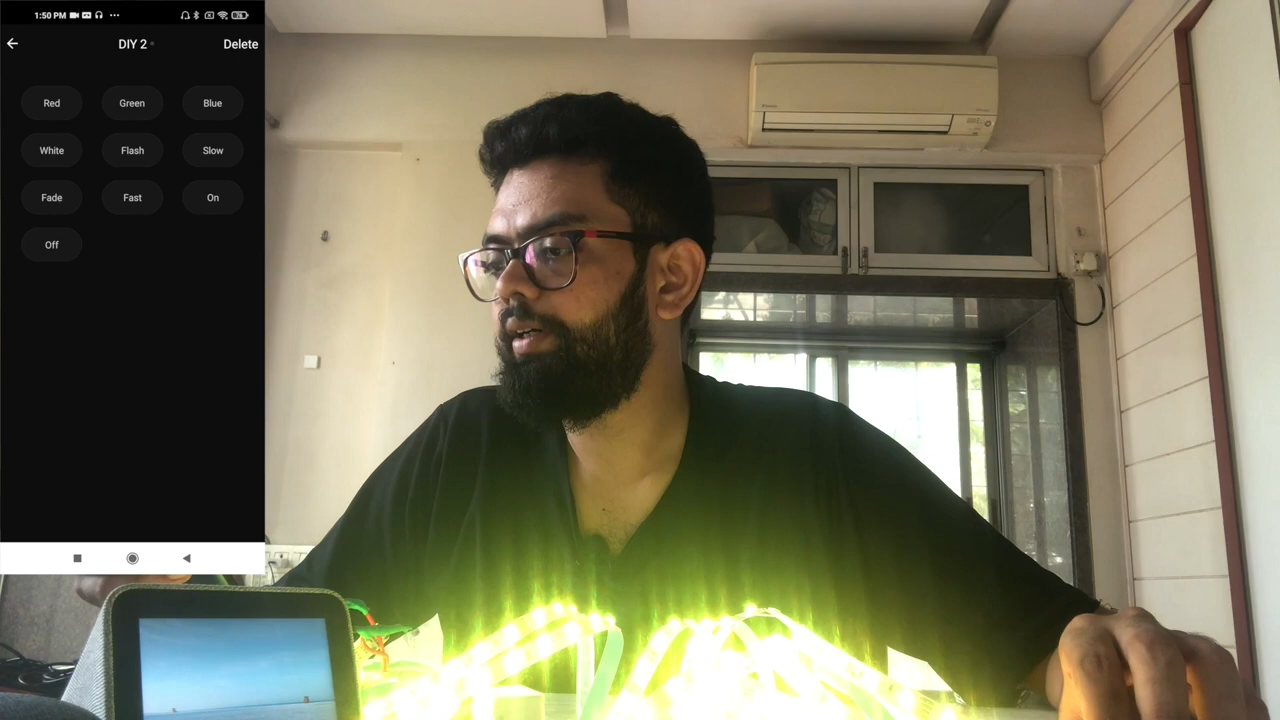 1:50 PM
DIY 2
Delete
Red
Green
Blue
White
Flash
Slow
Fade
Fast
On
Off